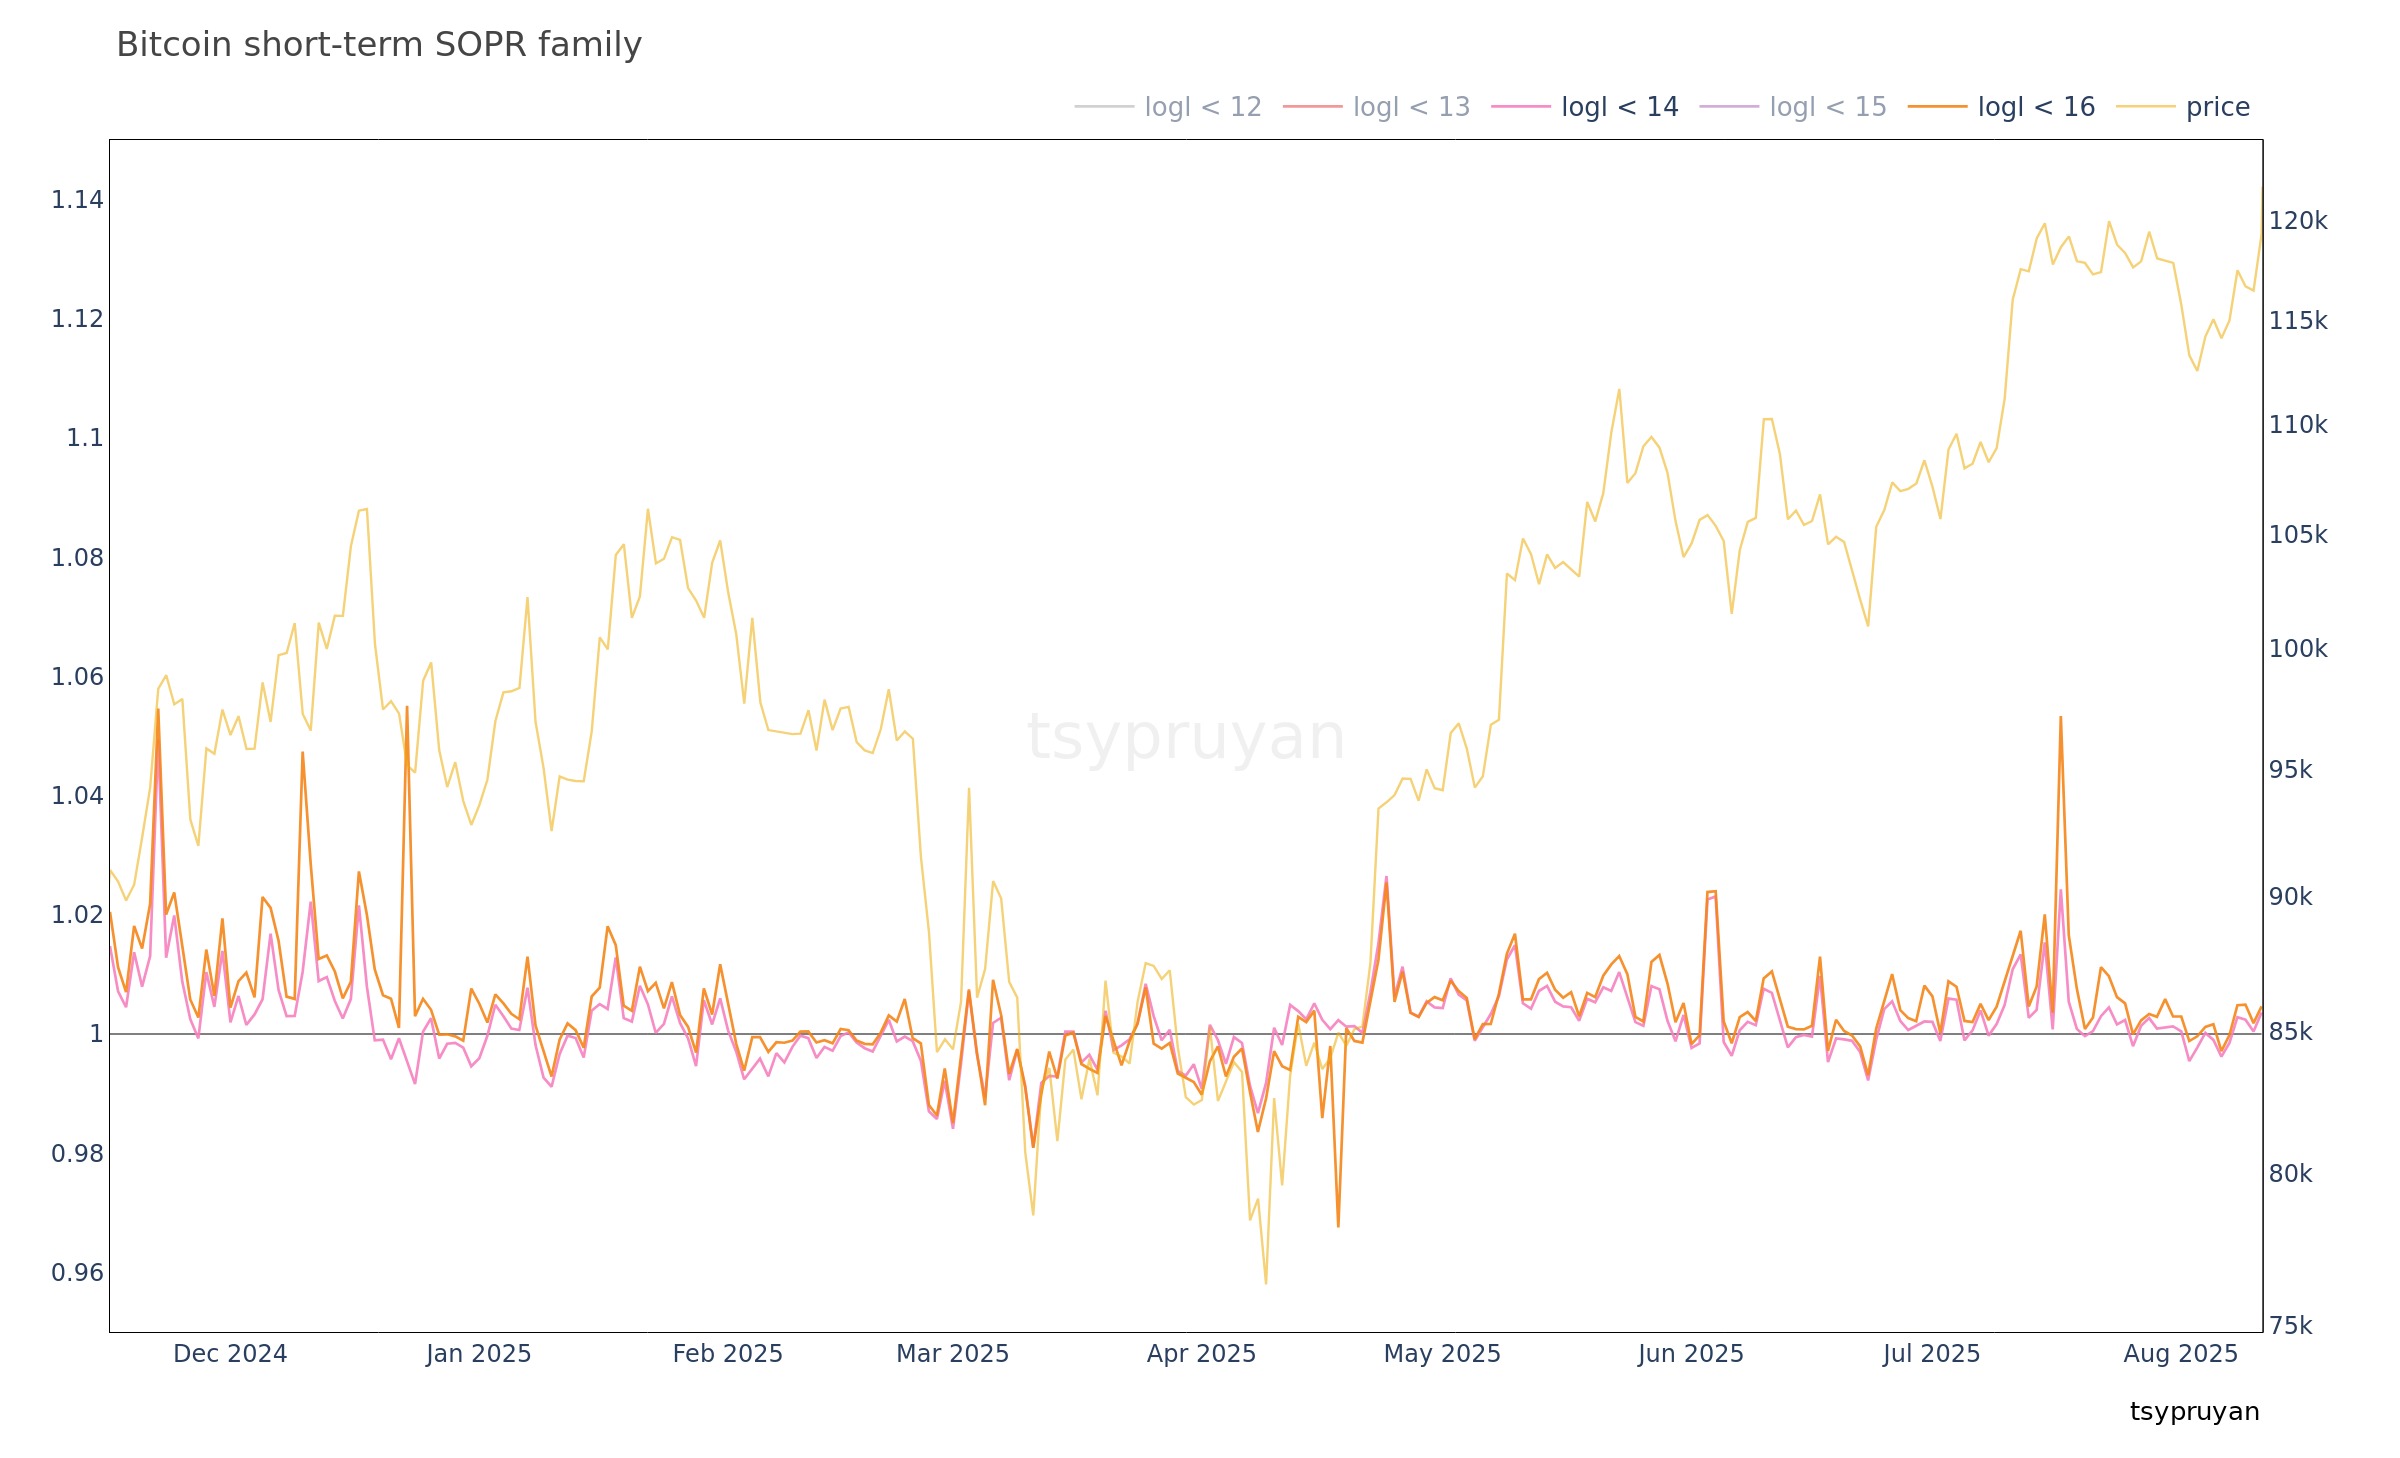 Bitcoin short-term SOPR family
logl < 12 logl < 13 logl < 14 logl < 15 logl < 16 price
1.14
1.12
1.1
1.08
1.06
1.04
1.02
1
0.98
0.96
120k
115k
110k
105k
100k
95k
90k
85k
80k
75k
tsypruyan
Dec 2024 Jan 2025 Feb 2025 Mar 2025 Apr 2025 May 2025 Jun 2025 Jul 2025 Aug 2025
tsypruyan